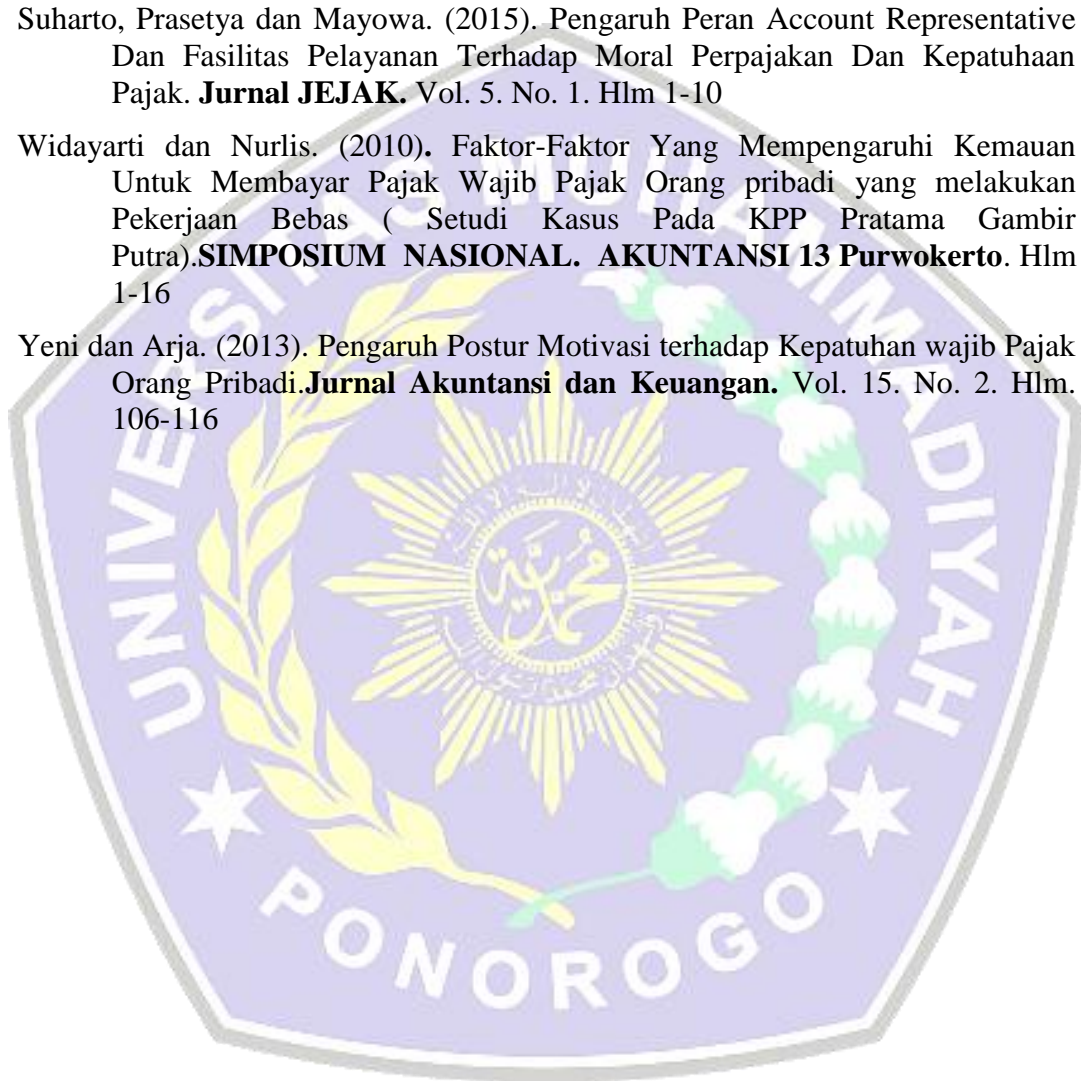 Suharto, Prasetya dan Mayowa. (2015). Pengaruh Peran Account Representative
Dan Fasilitas Pelayanan Terhadap Moral Perpajakan Dan Kepatuhaan
Pajak. Jurnal JEJAK. Vol. 5. No. 1. Hlm 1-10
Widayarti dan Nurlis. (2010). Faktor-Faktor Yang Mempengaruhi Kemauan
Untuk Membayar Pajak Wajib Pajak Orang pribadi yang melakukan
Pekerjaan Bebas ( Setudi Kasus Pada KPP Pratama Gambir
Putra).SIMPOSIUM NASIONAL. AKUNTANSI 13 Purwokerto. Hlm
1-16
Yeni dan Arja. (2013). Pengaruh Postur Motivasi terhadap Kepatuhan wajib Pajak
Orang Pribadi.Jurnal Akuntansi dan Keuangan. Vol. 15. No. 2. Hlm.
106-116
UNIVERSITAS MUHAMMADIYAH
PONOROGO